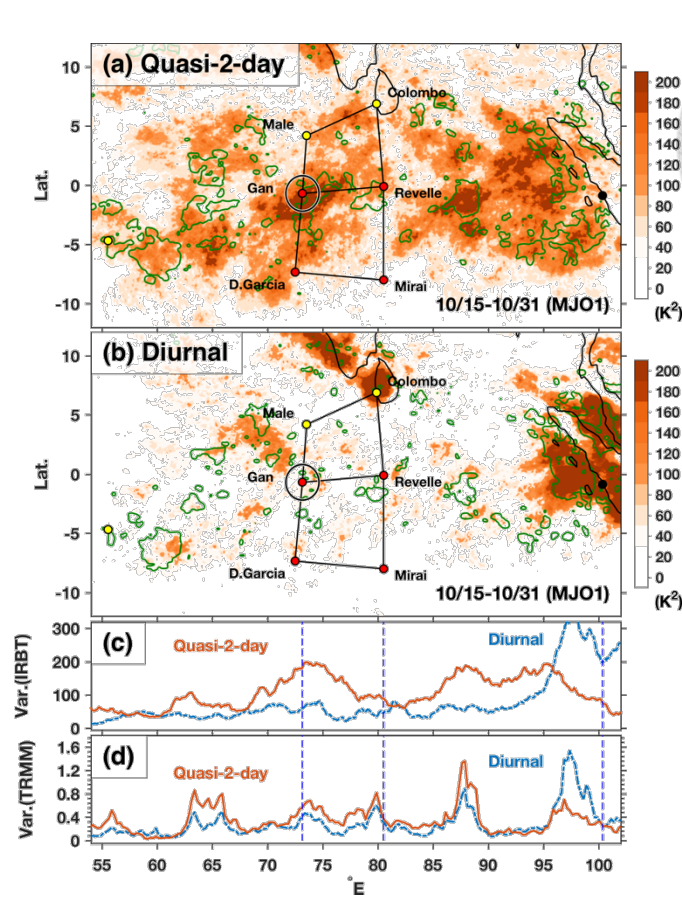 (a) Quasi-2-day
10
5
0
-5
-10
Lat.
Colombo
Male
Gan
Revelle
D.Garcia
Mirai
10/15-10/31 (MJO1)
200
180
160
140
120
100
80
60
40
20
0
(K²)
(b) Diurnal
10
5
0
-5
-10
Lat.
Colombo
Male
Gan
Revelle
D.Garcia
Mirai
10/15-10/31 (MJO1)
200
180
160
140
120
100
80
60
40
20
0
(K²)
(c)
Quasi-2-day
Diurnal
300
200
100
0
Var.(IRBT)
(d)
Quasi-2-day
Diurnal
1.6
1.2
0.8
0.4
0
Var.(TRMM)
55 60 65 70 75 80 85 90 95 100
°E